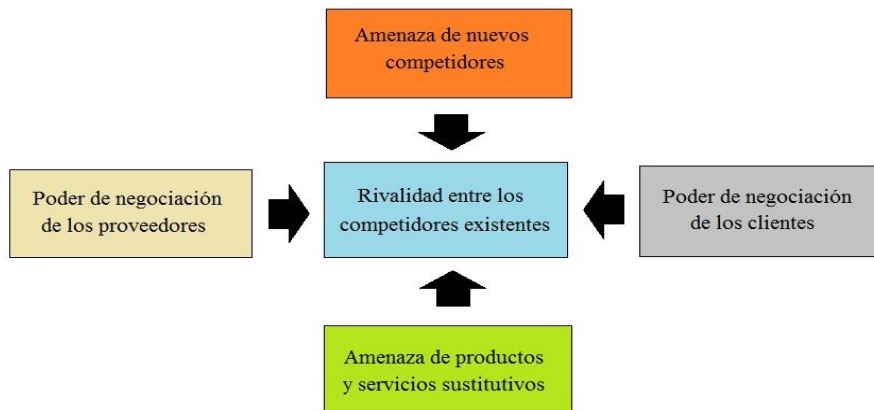 Amenaza de nuevos
competidores
Poder de negociación
de los proveedores
Rivalidad entre los
competidores existentes
Poder de negociación
de los clientes
Amenaza de productos
y servicios sustitutivos